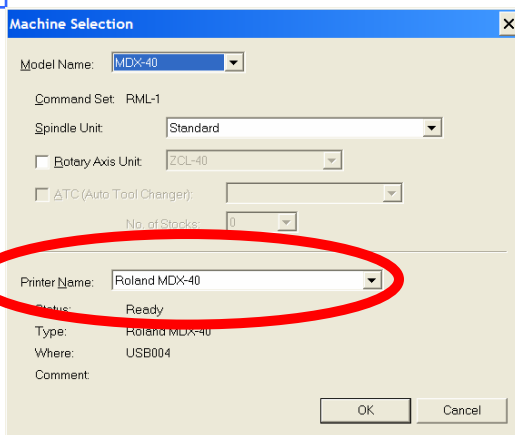 Machine Selection
Model Name: MDX-40
Command Set: RML-1
Spindle Unit: Standard
Rotary Axis Unit: ZCL-40
ATC (Auto Tool Changer):
No. of Stocks: 0
Printer Name: Roland MDX-40
Status: Ready
Type: Roland MDX-40
Where: USB004
Comment:
OK Cancel